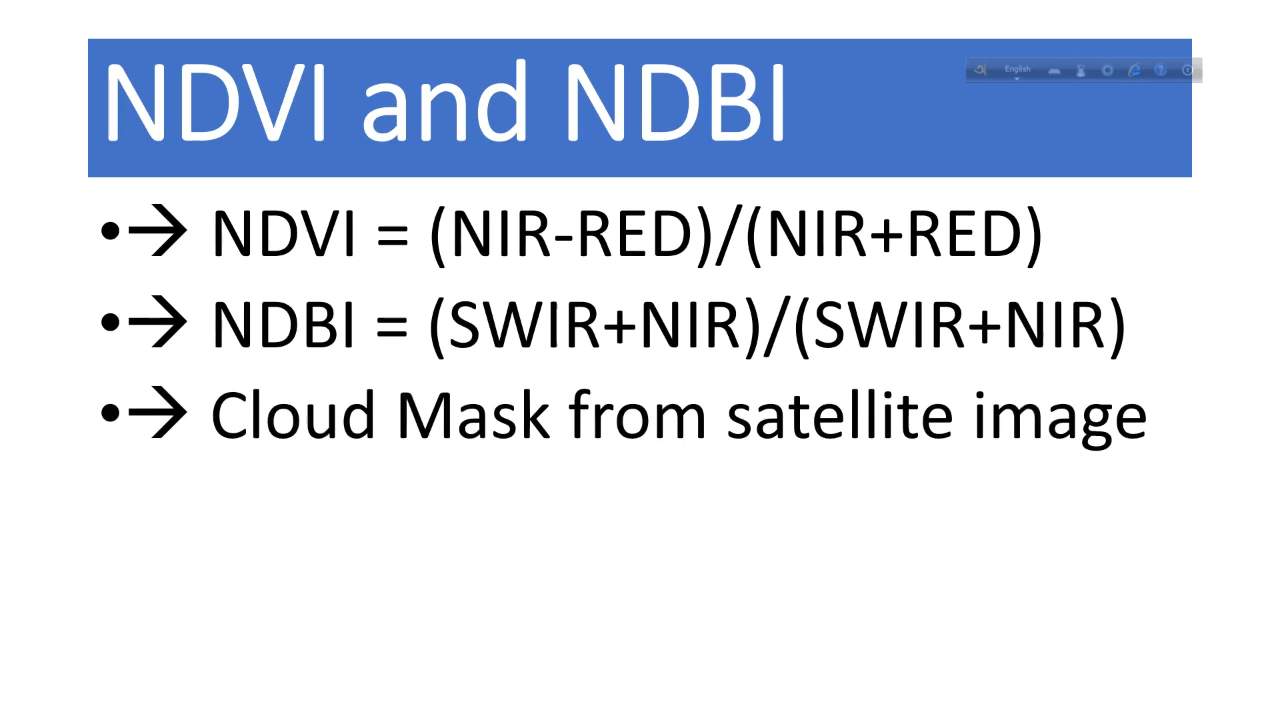 NDVI and NDBI
English
•→ NDVI = (NIR-RED)/(NIR+RED)
•→ NDBI = (SWIR+NIR)/(SWIR+NIR)
•→ Cloud Mask from satellite image